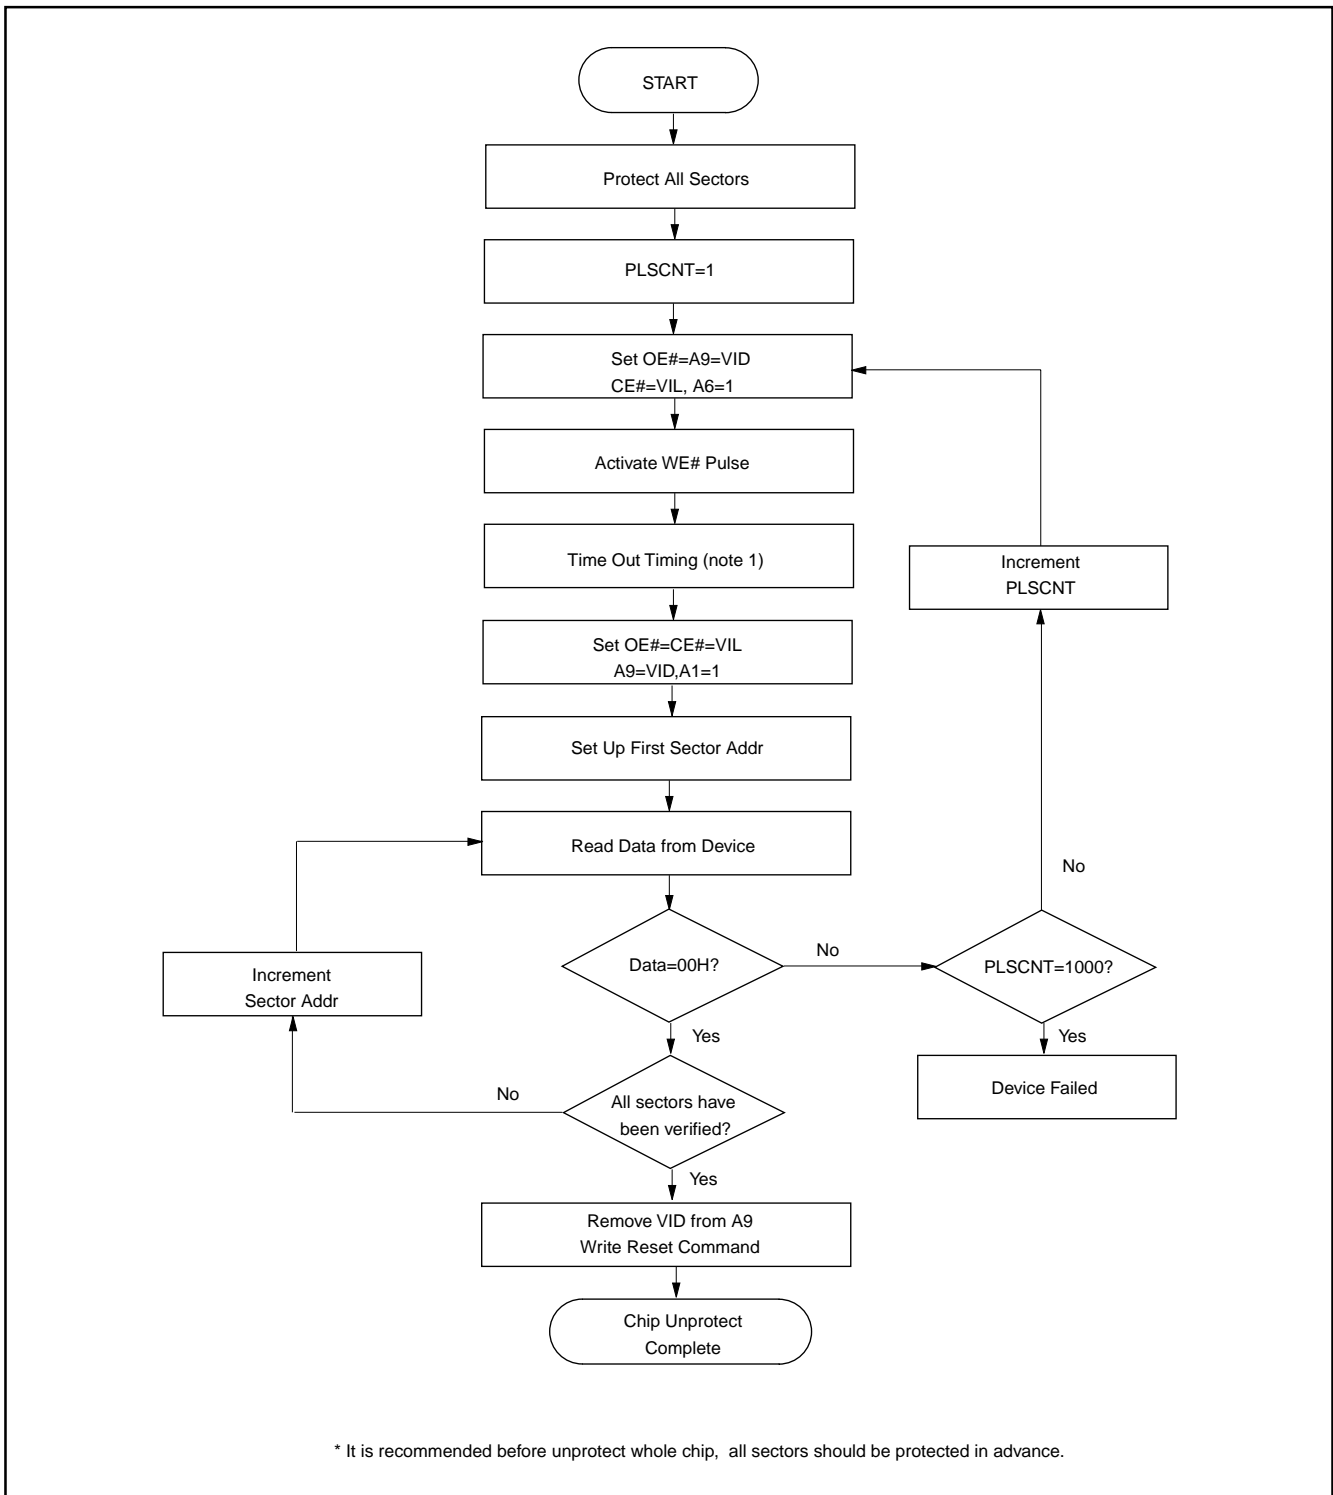 START
Protect All Sectors
PLSCNT=1
Set OE#=A9=VID
CE#=VIL, A6=1
Activate WE# Pulse
Time Out Timing (note 1)
Increment
PLSCNT
Set OE#=CE#=VIL
A9=VID,A1=1
Set Up First Sector Addr
Read Data from Device
No
Data=00H?
No
PLSCNT=1000?
Increment
Sector Addr
Yes
Yes
Device Failed
No
All sectors have
been verified?
Yes
Remove VID from A9
Write Reset Command
Chip Unprotect
Complete
* It is recommended before unprotect whole chip, all sectors should be protected in advance.